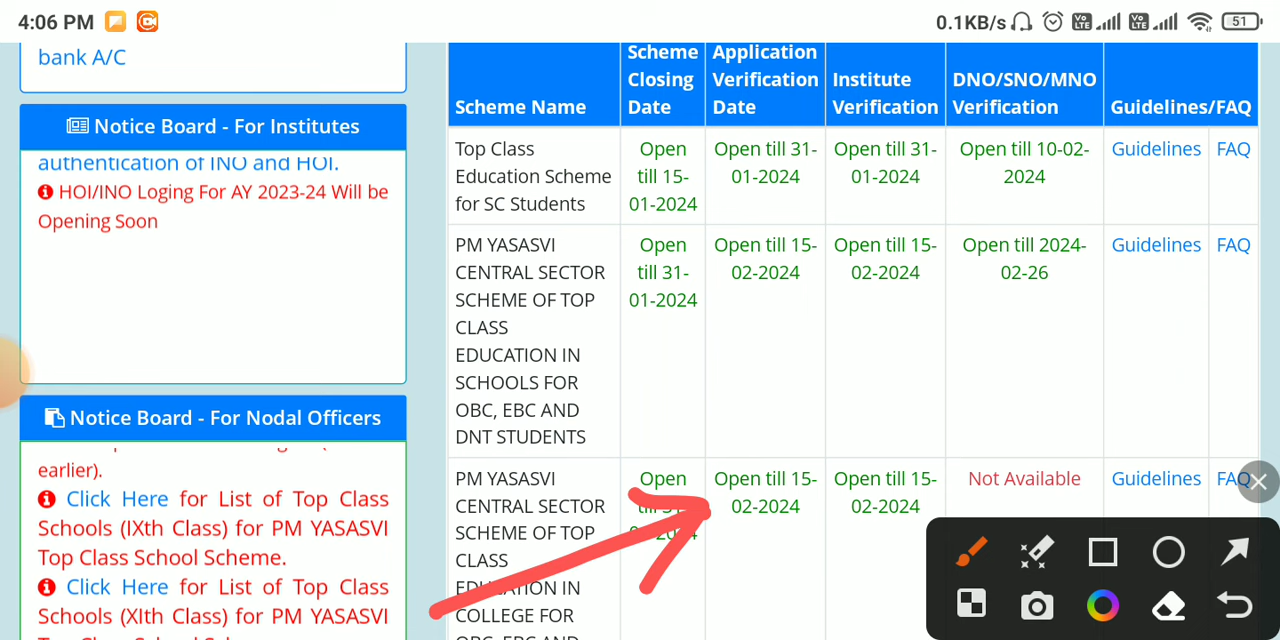 4:06 PM
0.1KB/s
51
bank A/C
Notice Board - For Institutes
authentication of INO and HOI.
HOI/INO Loging For AY 2023-24 Will be
Opening Soon
Notice Board - For Nodal Officers
earlier).
Click Here for List of Top Class
Schools (IXth Class) for PM YASASVI
Top Class School Scheme.
Click Here for List of Top Class
Schools (XIth Class) for PM YASASVI
Scheme Name
Scheme
Closing
Date
Application
Verification
Date
Institute
Verification
DNO/SNO/MNO
Verification
Guidelines/FAQ
Top Class
Education Scheme
for SC Students
Open
till 15-
01-2024
Open till 31-
01-2024
Open till 31-
01-2024
Open till 10-02-
2024
Guidelines
FAQ
PM YASASVI
CENTRAL SECTOR
SCHEME OF TOP
CLASS
EDUCATION IN
SCHOOLS FOR
OBC, EBC AND
DNT STUDENTS
Open
till 31-
01-2024
Open till 15-
02-2024
Open till 15-
02-2024
Open till 2024-
02-26
Guidelines
FAQ
PM YASASVI
CENTRAL SECTOR
SCHEME OF TOP
CLASS
EDUCATION IN
COLLEGE FOR
OBC, EBC AND
Open
Open till 15-
02-2024
Open till 15-
02-2024
Not Available
Guidelines
FAQ